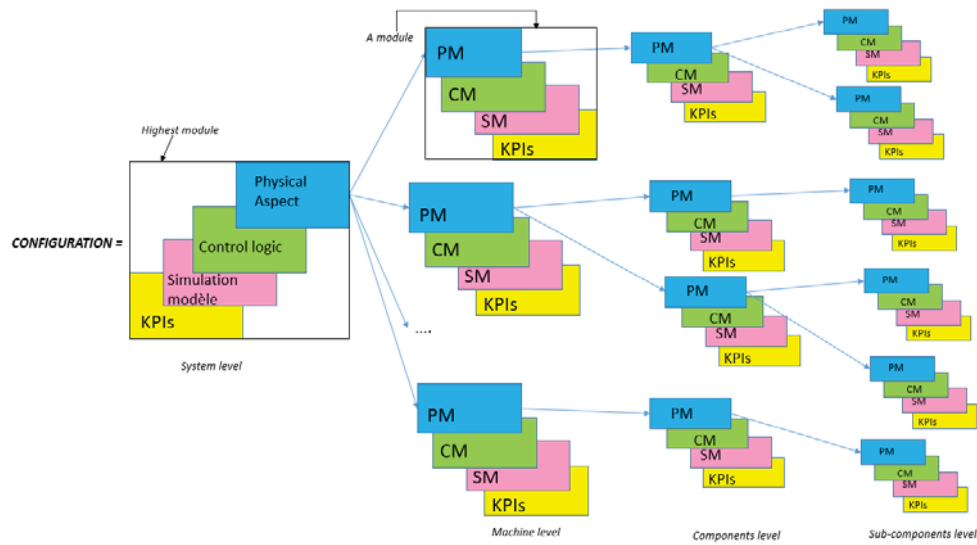 A module
PM
CM
SM
KPIs
PM
CM
SM
KPIs
PM
CM
SM
KPIs
PM
CM
SM
KPIs
Highest module
CONFIGURATION =
Physical
Aspect
Control logic
Simulation
modèle
KPIs
System level
PM
CM
SM
KPIs
PM
CM
SM
KPIs
PM
CM
SM
KPIs
PM
CM
SM
KPIs
PM
CM
SM
KPIs
....
PM
CM
SM
KPIs
PM
CM
SM
KPIs
PM
CM
SM
KPIs
PM
CM
SM
KPIs
Machine level
Components level
Sub-components level